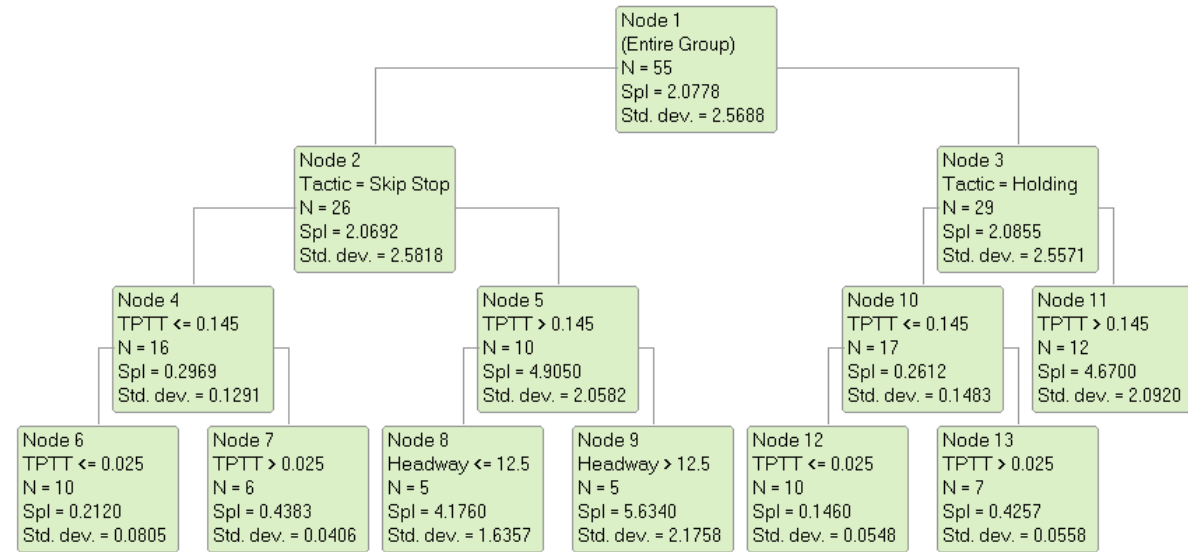 Node 1
(Entire Group)
N = 55
Spl = 2.0778
Std. dev. = 2.5688
Node 2
Tactic = Skip Stop
N = 26
Spl = 2.0692
Std. dev. = 2.5818
Node 3
Tactic = Holding
N = 29
Spl = 2.0855
Std. dev. = 2.5571
Node 4
TPTT <= 0.145
N = 16
Spl = 0.2969
Std. dev. = 0.1291
Node 5
TPTT > 0.145
N = 10
Spl = 4.9050
Std. dev. = 2.0582
Node 10
TPTT <= 0.145
N = 17
Spl = 0.2612
Std. dev. = 0.1483
Node 11
TPTT > 0.145
N = 12
Spl = 4.6700
Std. dev. = 2.0920
Node 6
TPTT <= 0.025
N = 10
Spl = 0.2120
Std. dev. = 0.0805
Node 7
TPTT > 0.025
N = 6
Spl = 0.4383
Std. dev. = 0.0406
Node 8
Headway <= 12.5
N = 5
Spl = 4.1760
Std. dev. = 1.6357
Node 9
Headway > 12.5
N = 5
Spl = 5.6340
Std. dev. = 2.1758
Node 12
TPTT <= 0.025
N = 10
Spl = 0.1460
Std. dev. = 0.0548
Node 13
TPTT > 0.025
N = 7
Spl = 0.4257
Std. dev. = 0.0558